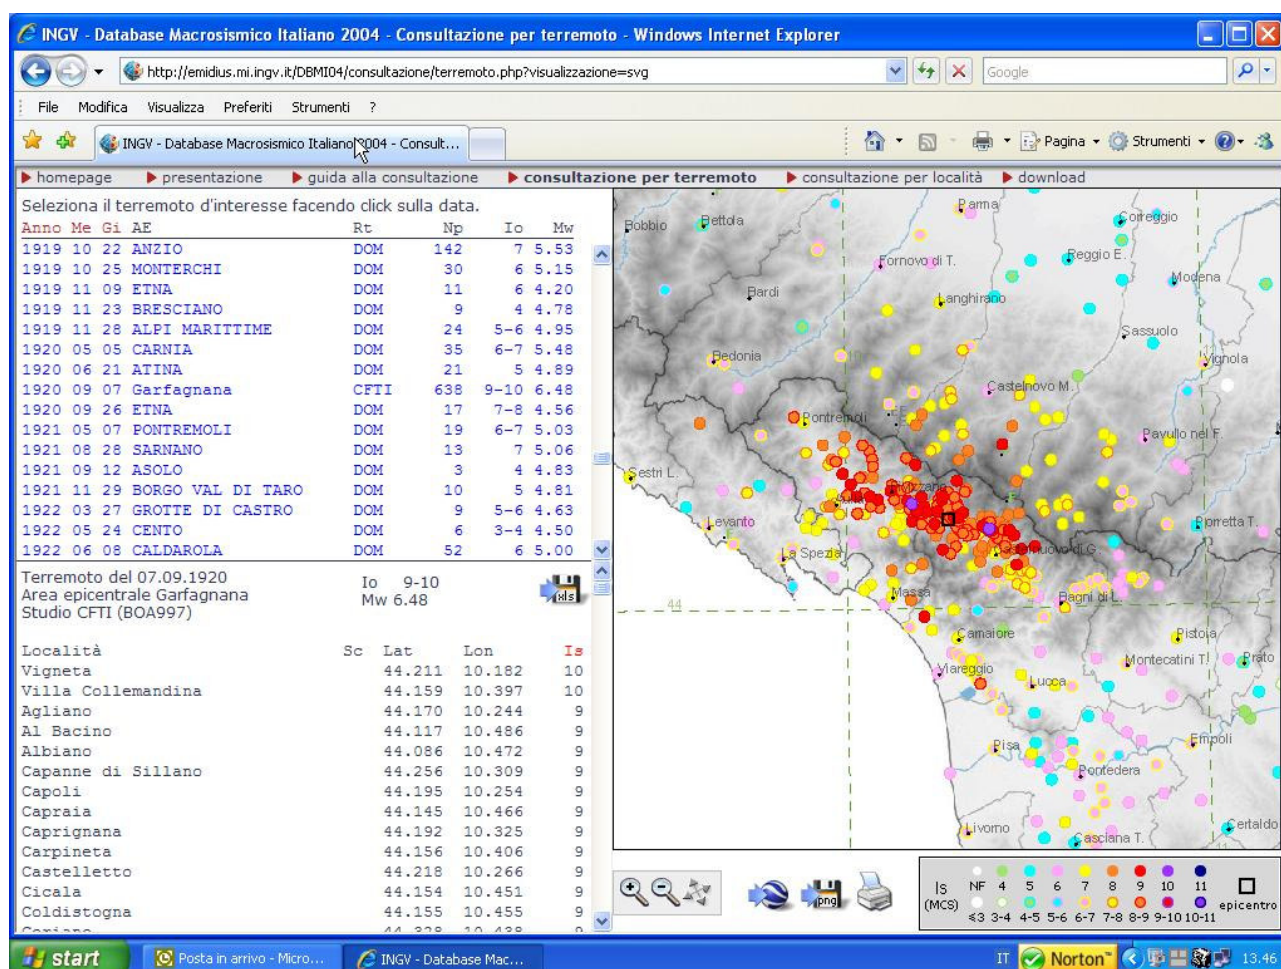 INGV - Database Macrosismico Italiano 2004 - Consultazione per terremoto - Windows Internet Explorer
http://emidius.mi.ingv.it/DBMI04/consultazione/terremoto.php?visualizzazione=svg
Google
File Modifica Visualizza Preferiti Strumenti ?
INGV - Database Macrosismico Italiano 2004 - Consult...
Pagina Strumenti
homepage presentazione guida alla consultazione consultazione per terremoto consultazione per località download
Seleziona il terremoto d'interesse facendo click sulla data.
Anno Me Gi AE Rt Np Io Mw
1919 10 22 ANZIO DOM 142 7 5.53
1919 10 25 MONTERCHI DOM 30 6 5.15
1919 11 09 ETNA DOM 11 6 4.20
1919 11 23 BRESCIANO DOM 9 4 4.78
1919 11 28 ALPI MARITTIME DOM 24 5-6 4.95
1920 05 05 CARNIA DOM 35 6-7 5.48
1920 06 21 ATINA DOM 21 5 4.89
1920 09 07 Garfagnana CFTI 638 9-10 6.48
1920 09 26 ETNA DOM 17 7-8 4.56
1921 05 07 PONTREMOLI DOM 19 6-7 5.03
1921 08 28 SARNANO DOM 13 7 5.06
1921 09 12 ASOLO DOM 3 4 4.83
1921 11 29 BORGO VAL DI TARO DOM 10 5 4.81
1922 03 27 GROTTE DI CASTRO DOM 9 5-6 4.63
1922 05 24 CENTO DOM 6 3-4 4.50
1922 06 08 CALDAROLA DOM 52 6 5.00
Terremoto del 07.09.1920
Area epicentrale Garfagnana
Studio CFTI (BOA997)
Io 9-10
Mw 6.48
xls
Località Sc Lat Lon Is
Vigneta 44.211 10.182 10
Villa Collemandina 44.159 10.397 10
Agliano 44.170 10.244 9
Al Bacino 44.117 10.486 9
Albiano 44.086 10.472 9
Capanne di Sillano 44.256 10.309 9
Capoli 44.195 10.254 9
Capraia 44.145 10.466 9
Caprignana 44.192 10.325 9
Carpineta 44.156 10.406 9
Castelletto 44.218 10.266 9
Cicala 44.154 10.451 9
Coldistogna 44.155 10.455 9
Parma
Bobbio
Bettola
Correggio
Fornovo di T.
Reggio E.
Modena
Bardi
Langhirano
Sassuolo
Bedonia
Vignola
Castelnovo M.
Pontremoli
Pavullo nel F.
Sestri L.
Levanto
Porretta T.
La Spezia
Massa
Bagni di L.
44
Camaiore
Pistoia
Viareggio
Montecatini T.
Prato
Lucca
Pisa
Empoli
Pontedera
Livorno
Casciana T.
Certaldo
png
Is
(MCS)
NF 4 5 6 7 8 9 10 11
≤3 3-4 4-5 5-6 6-7 7-8 8-9 9-10 10-11
epicentro
start
Posta in arrivo - Micro...
INGV - Database Mac...
IT
Norton
13.46